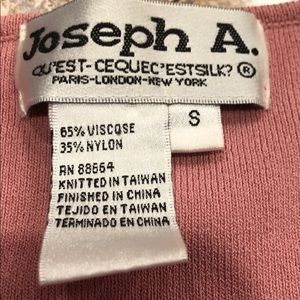 Joseph A.
QU'EST-CEQUEC'ESTSILK? ®
PARIS-LONDON-NEW YORK
S
65% VISCOSE
35% NYLON
RN 88664
KNITTED IN TAIWAN
FINISHED IN CHINA
TEJIDO EN TAIWAN
TERMINADO EN CHINA